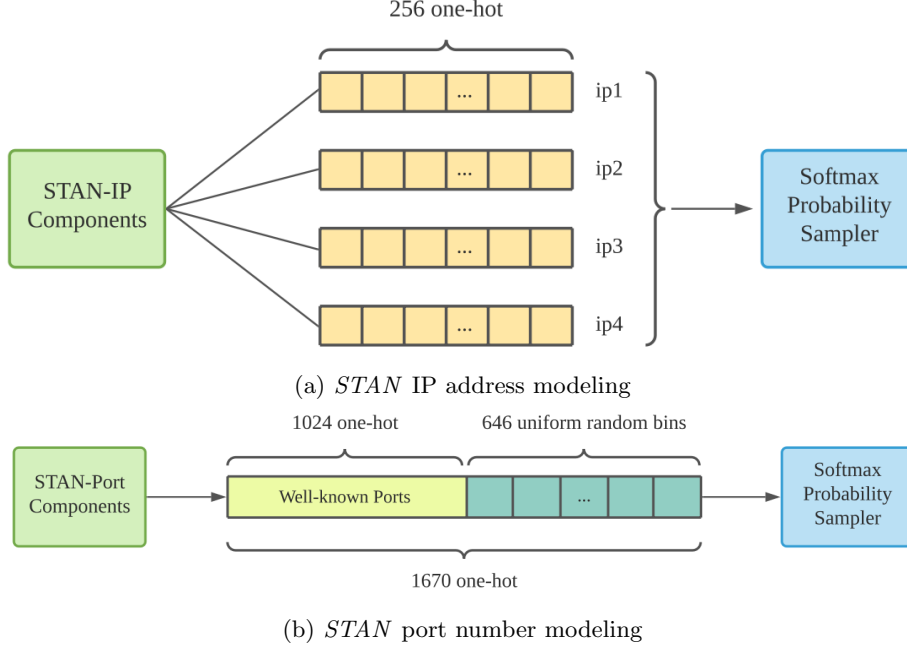 256 one-hot
... ip1
STAN-IP
Components
... ip2
... ip3
... ip4
Softmax
Probability
Sampler
(a) STAN IP address modeling
1024 one-hot
646 uniform random bins
STAN-Port
Components
Well-known Ports
...
Softmax
Probability
Sampler
1670 one-hot
(b) STAN port number modeling